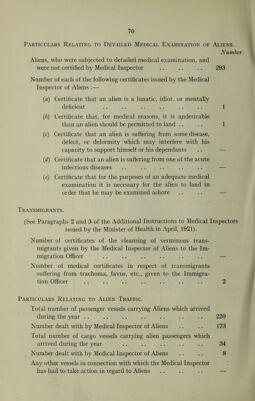 70
Particulars Relating to Detailed Medical Examination of Aliens.
Number.
Aliens, who were subjected to detailed medical examination, and
were not certified by Medical Inspector .. .. .. 293
Number of each of the following certificates issued by the Medical
Inspector of Aliens :—
(a) Certificate that an alien is a lunatic, idiot, or mentally
deficient .. .. .. .. .. .. 1
(b) Certificate that, for medical reasons, it is undesirable
than an alien should be permitted to land .. .. 1
(c) Certificate that an alien is suffering from some disease,
defect, or deformity which may interfere with his
capacity to support himself or his dependants .. —
(d) Certificate that an alien is suffering from one of the acute
infectious diseases .. .. .. .. .. —
(e) Certificate that for the purposes of an adequate medical
examination it is necessary for the alien to land in
order that he may be examined ashore .. .. —
Transmigrants.
(See Paragraphs 2 and 3 of the Additional Instructions to Medical Inspectors
issued by the Minister of Health in April, 1921).
Number of certificates of the cleansing of verminous trans-
migrants given by the Medical Inspector of Aliens to the Im-
migration Officer .. .. .. .. .. .. —
Number of medical certificates in respect of transmigrants
suffering from trachoma, favus, etc., given to the Immigra-
tion Officer .. .. .. .. .. .. 2
Particulars Relating to Alien Traffic.
Total number of passenger vessels carrying Aliens which arrived
during the year .. .. .. .. .. .. 239
Number dealt with by Medical Inspector of Aliens .. .. 173
Total number of cargo vessels carrying alien passengers which
arrived during the year .. .. .. .. .. 34
Number dealt with by Medical Inspector of Aliens .. .. 8
Any other vessels in connection with which the Medical Inspector
has had to take action in regard to Aliens .. .. .. —